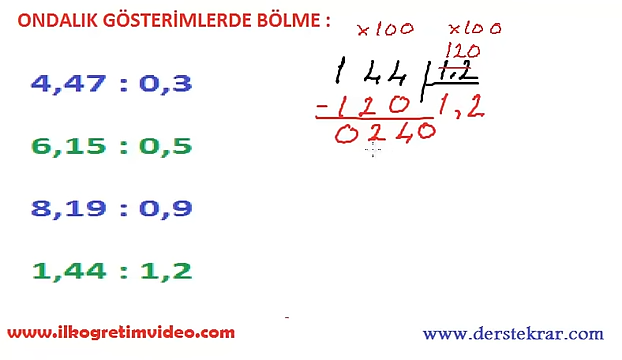 ONDALIK GÖSTERİMLERDE BÖLME :
x100 x100
120
144 1,2
4,47 : 0,3
-120 1,2
0240
6,15 : 0,5
8,19 : 0,9
1,44 : 1,2
www.ilkogretimvideo.com
www.derstekrar.com